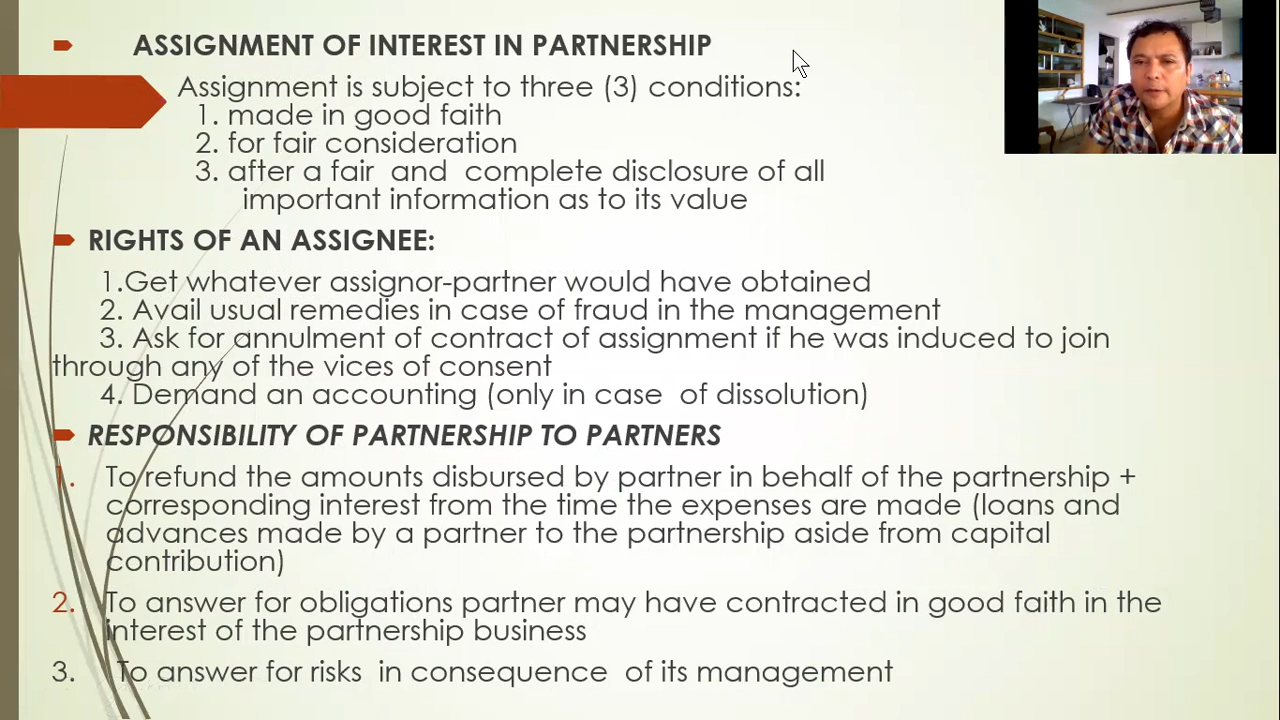 ASSIGNMENT OF INTEREST IN PARTNERSHIP
Assignment is subject to three (3) conditions:
1. made in good faith
2. for fair consideration
3. after a fair and complete disclosure of all
important information as to its value
RIGHTS OF AN ASSIGNEE:
1.Get whatever assignor-partner would have obtained
2. Avail usual remedies in case of fraud in the management
3. Ask for annulment of contract of assignment if he was induced to join
through any of the vices of consent
4. Demand an accounting (only in case of dissolution)
RESPONSIBILITY OF PARTNERSHIP TO PARTNERS
1. To refund the amounts disbursed by partner in behalf of the partnership +
corresponding interest from the time the expenses are made (loans and
advances made by a partner to the partnership aside from capital
contribution)
2. To answer for obligations partner may have contracted in good faith in the
interest of the partnership business
3. To answer for risks in consequence of its management